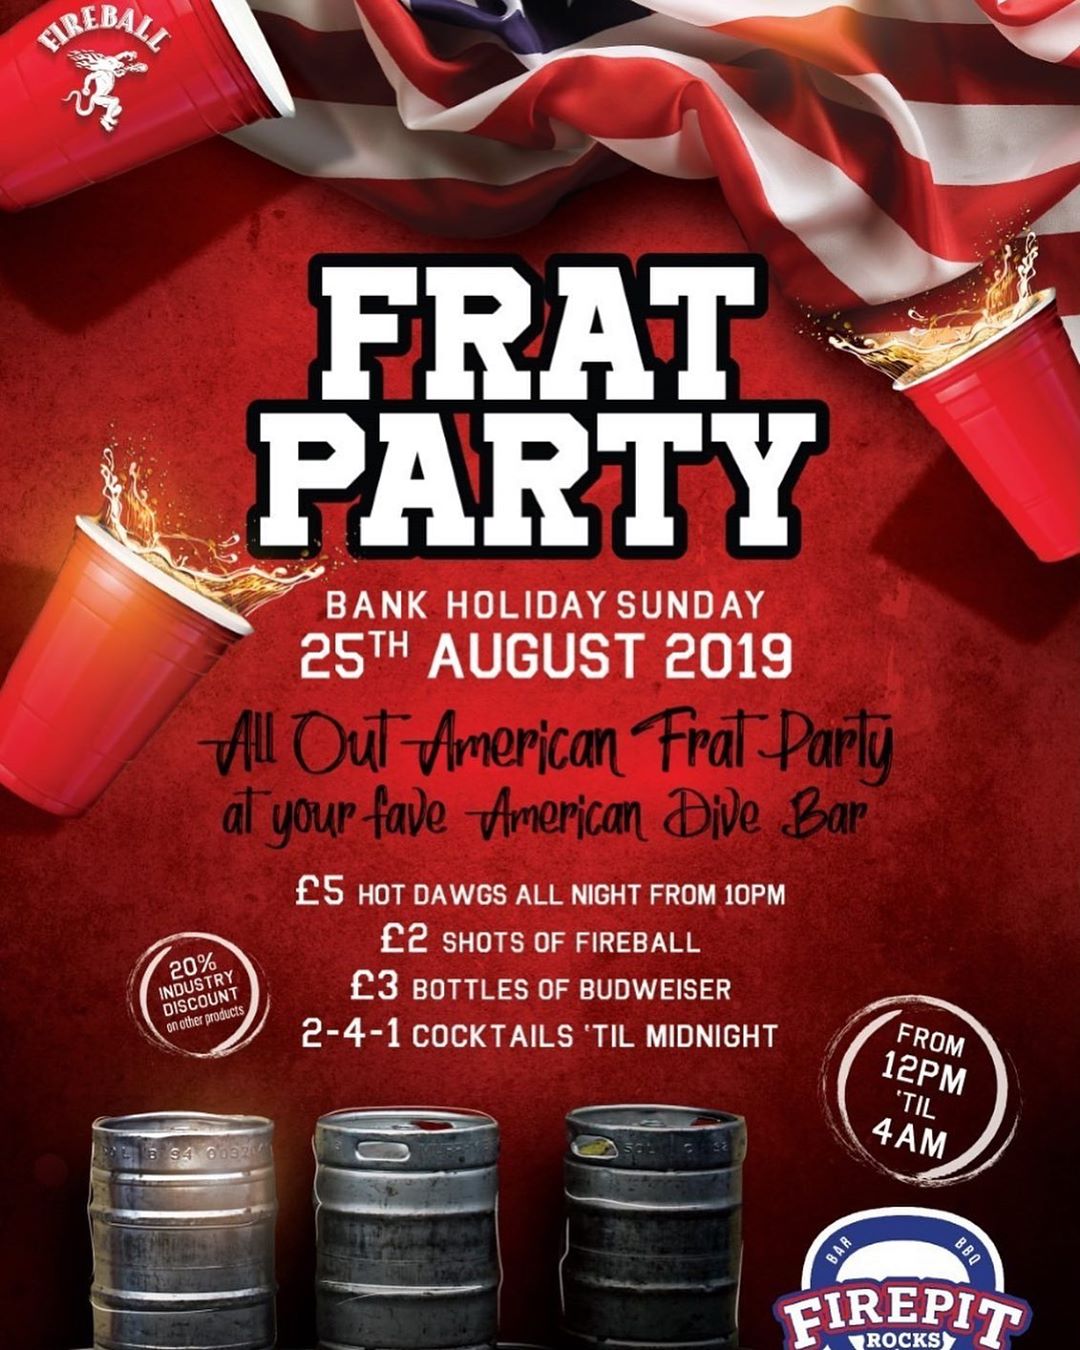 FIREBALL
FRAT
PARTY
BANK HOLIDAY SUNDAY
25TH AUGUST 2019
All Out American Frat Party
at your fave American Dive Bar
£5 HOT DAWGS ALL NIGHT FROM 10PM
£2 SHOTS OF FIREBALL
£3 BOTTLES OF BUDWEISER
2-4-1 COCKTAILS 'TIL MIDNIGHT
20%
INDUSTRY
DISCOUNT
on other products
FROM
12PM
'TIL
4AM
BAR BBQ
FIREPIT
ROCKS